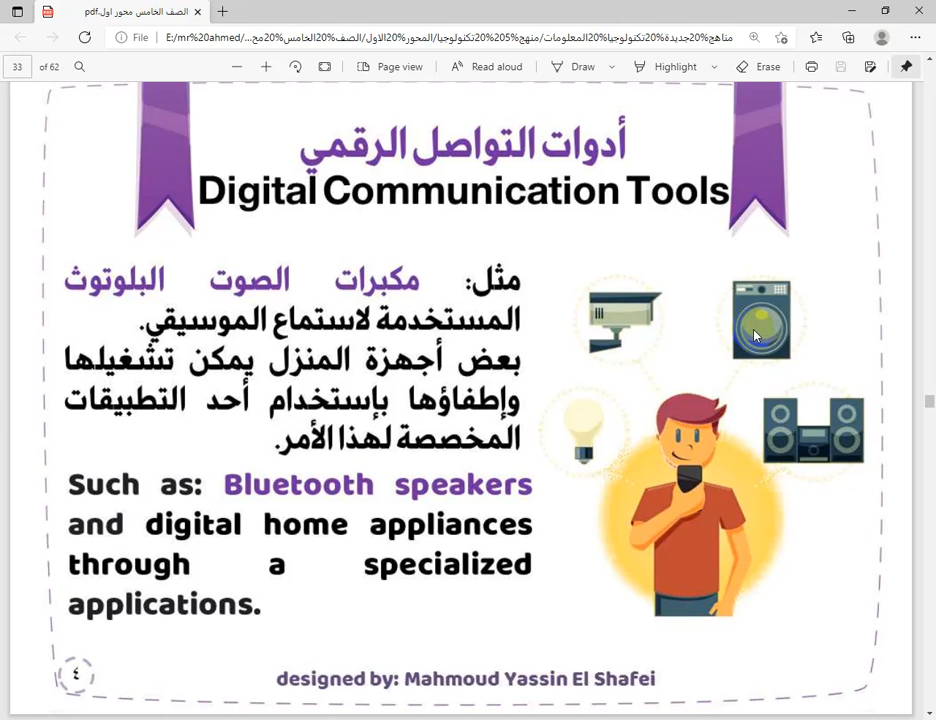 الصف الخامس محور اول.pdf
File E:/mr%20ahmed/.../مناهج%20جديدة%20تكنولوجيا%20المعلومات/منهج%205%20تكنولوجيا/المحور%20الاول/الصف%20الخامس%20مح...
33 of 62 Page view Read aloud Draw Highlight Erase
أدوات التواصل الرقمي
Digital Communication Tools
مثل: مكبرات الصوت البلوتوث
المستخدمة لاستماع الموسيقي.
بعض أجهزة المنزل يمكن تشغيلها
وإطفاؤها بإستخدام أحد التطبيقات
المخصصة لهذا الأمر.
Such as: Bluetooth speakers
and digital home appliances
through a specialized
applications.
٤
designed by: Mahmoud Yassin El Shafei